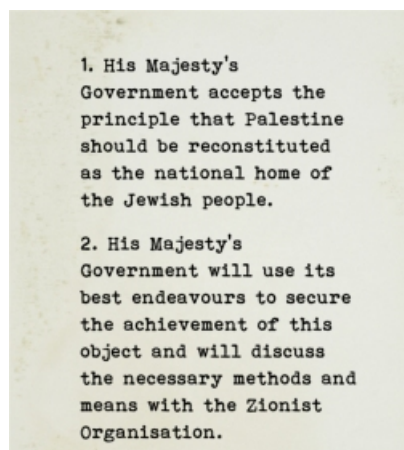 1. His Majesty's
Government accepts the
principle that Palestine
should be reconstituted
as the national home of
the Jewish people.
2. His Majesty's
Government will use its
best endeavours to secure
the achievement of this
object and will discuss
the necessary methods and
means with the Zionist
Organisation.